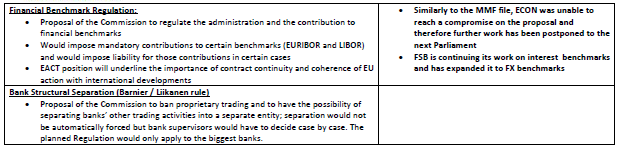 Financial Benchmark Regulation:
• Proposal of the Commission to regulate the administration and the contribution to
financial benchmarks
• Would impose mandatory contributions to certain benchmarks (EURIBOR and LIBOR)
and would impose liability for those contributions in certain cases
• EACT position will underline the importance of contract continuity and coherence of EU
action with international developments
• Similarly to the MMF file, ECON was unable to
reach a compromise on the proposal and
therefore further work has been postponed to the
next Parliament
• FSB is continuing its work on interest benchmarks
and has expanded it to FX benchmarks
Bank Structural Separation (Barnier / Liikanen rule)
• Proposal of the Commission to ban proprietary trading and to have the possibility of
separating banks' other trading activities into a separate entity; separation would
not be automatically forced but bank supervisors would have to decide case by case. The
planned Regulation would only apply to the biggest banks.